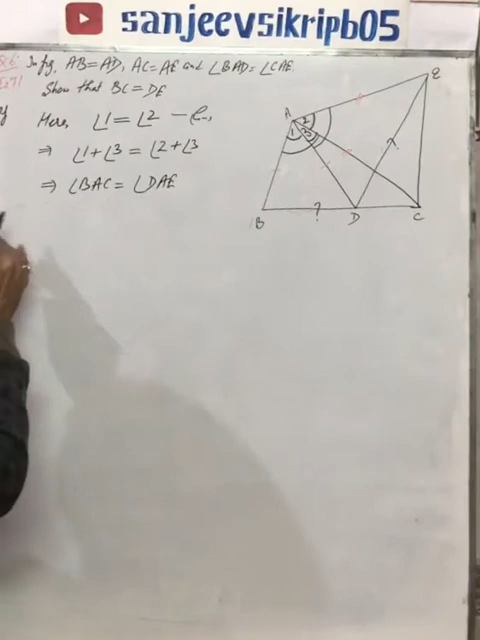 sanjeevsikripb05
Q6 In fig, AB=AD, AC=AE and ∠BAD=∠CAE.
Show that BC=DE
Here, ∠1=∠2
⇒ ∠1+∠3=∠2+∠3
⇒ ∠BAC=∠DAE
E
A
2
1
3
?
?
B
D
C